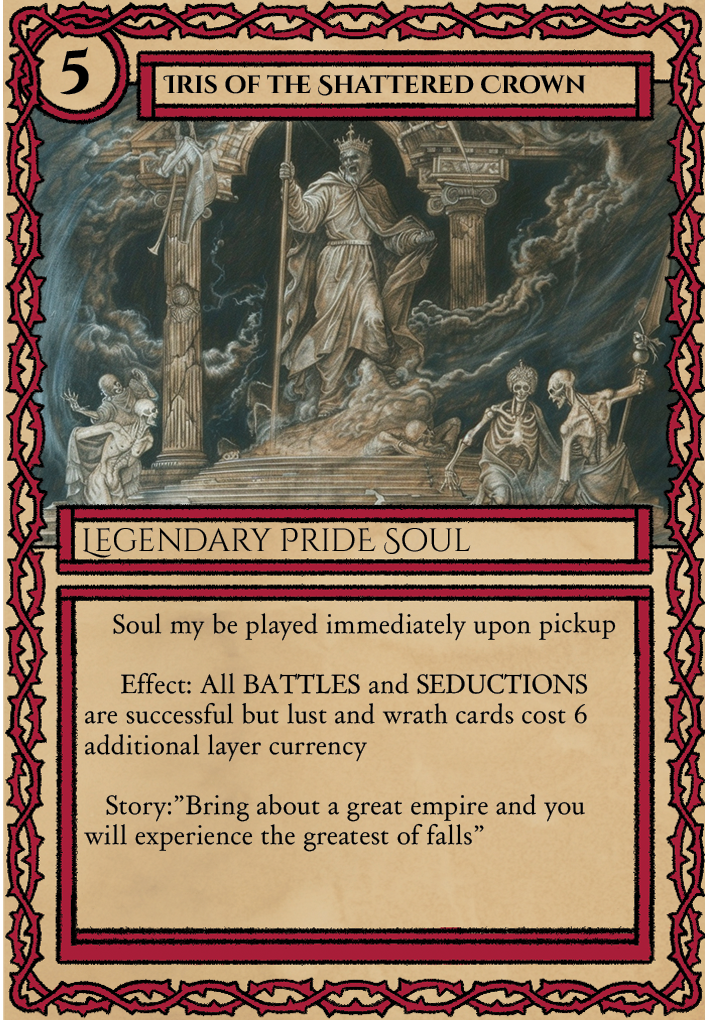 5
Iris of the Shattered Crown
Legendary Pride Soul
Soul my be played immediately upon pickup
Effect: All BATTLES and SEDUCTIONS
are successful but lust and wrath cards cost 6
additional layer currency
Story:”Bring about a great empire and you
will experience the greatest of falls”